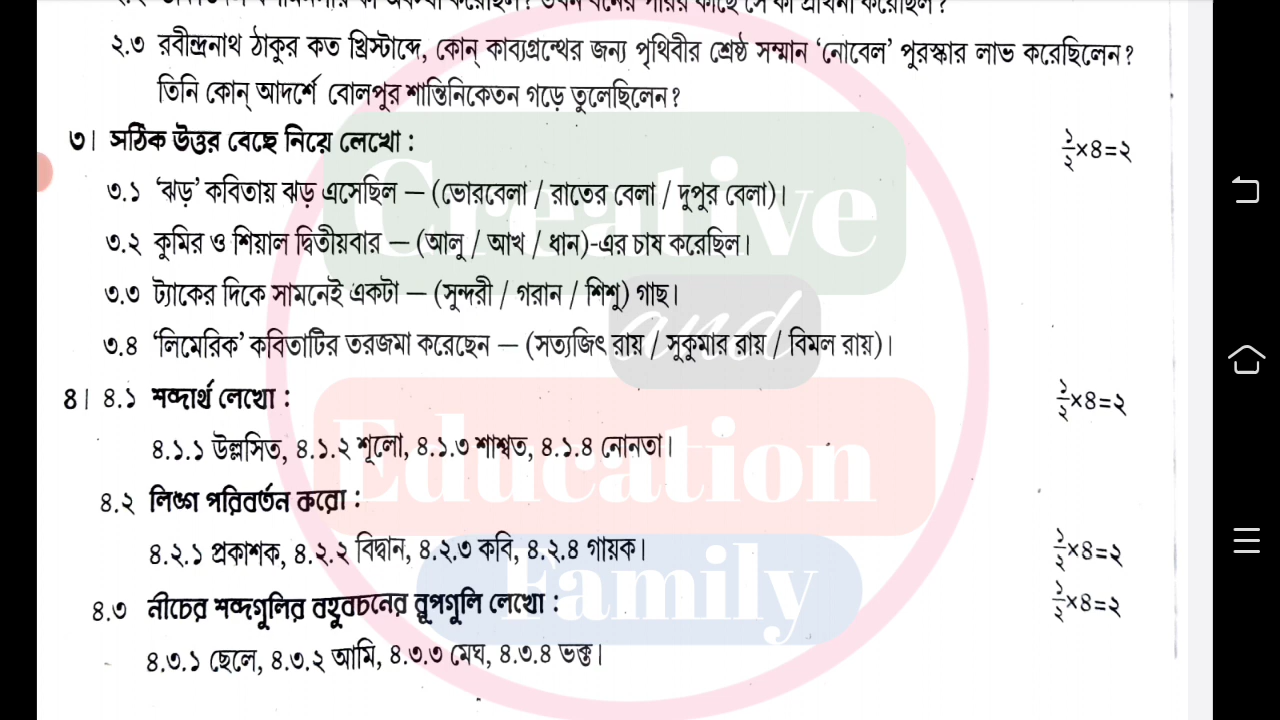 ২.৩ রবীন্দ্রনাথ ঠাকুর কত খ্রিস্টাব্দে, কোন্ কাব্যগ্রন্থের জন্য পৃথিবীর শ্রেষ্ঠ সম্মান ‘নোবেল’ পুরস্কার লাভ করেছিলেন?
তিনি কোন্ আদর্শে বোলপুর শান্তিনিকেতন গড়ে তুলেছিলেন?
৩। সঠিক উত্তর বেছে নিয়ে লেখো : ১/২×৪=২
৩.১ ‘ঝড়’ কবিতায় ঝড় এসেছিল — (ভোরবেলা / রাতের বেলা / দুপুর বেলা)।
৩.২ কুমির ও শিয়াল দ্বিতীয়বার — (আলু / আখ / ধান)-এর চাষ করেছিল।
৩.৩ ট্যাকের দিকে সামনেই একটা — (সুন্দরী / গরান / শিশু) গাছ।
৩.৪ ‘লিমেরিক’ কবিতাটির তরজমা করেছেন — (সত্যজিৎ রায় / সুকুমার রায় / বিমল রায়)।
৪। ৪.১ শব্দার্থ লেখো : ১/২×৪=২
৪.১.১ উল্লসিত, ৪.১.২ শূলো, ৪.১.৩ শাশ্বত, ৪.১.৪ নোনতা।
৪.২ লিঙ্গ পরিবর্তন করো :
৪.২.১ প্রকাশক, ৪.২.২ বিদ্বান, ৪.২.৩ কবি, ৪.২.৪ গায়ক। ১/২×৪=২
৪.৩ নীচের শব্দগুলির বহুবচনের রূপগুলি লেখো : ১/২×৪=২
৪.৩.১ ছেলে, ৪.৩.২ আমি, ৪.৩.৩ মেঘ, ৪.৩.৪ ভক্ত।
Creative
and
Education
Family